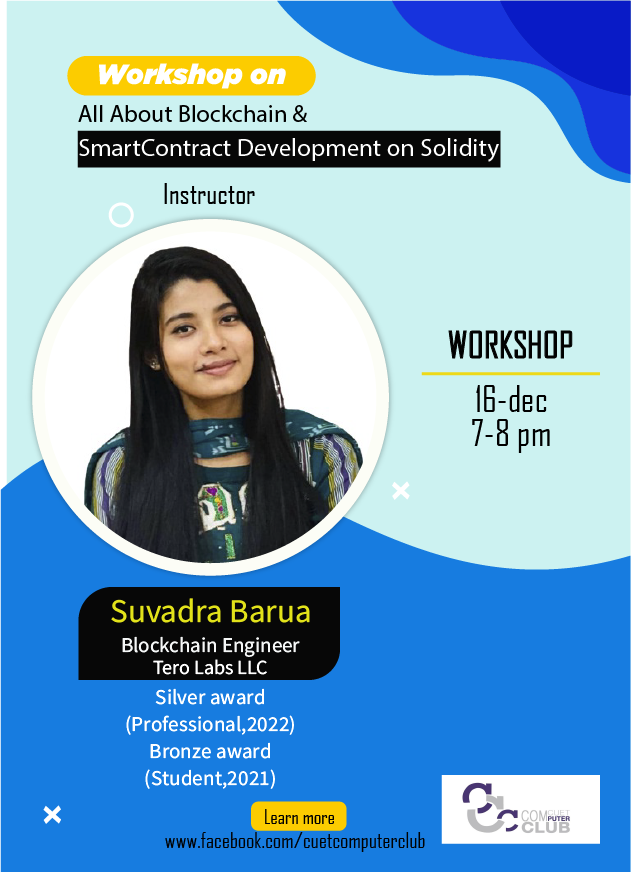 Workshop on
All About Blockchain &
SmartContract Development on Solidity
Instructor
WORKSHOP
16-dec
7-8 pm
Suvadra Barua
Blockchain Engineer
Tero Labs LLC
Silver award
(Professional,2022)
Bronze award
(Student,2021)
Learn more
www.facebook.com/cuetcomputerclub
COMCUET
PUTER
CLUB